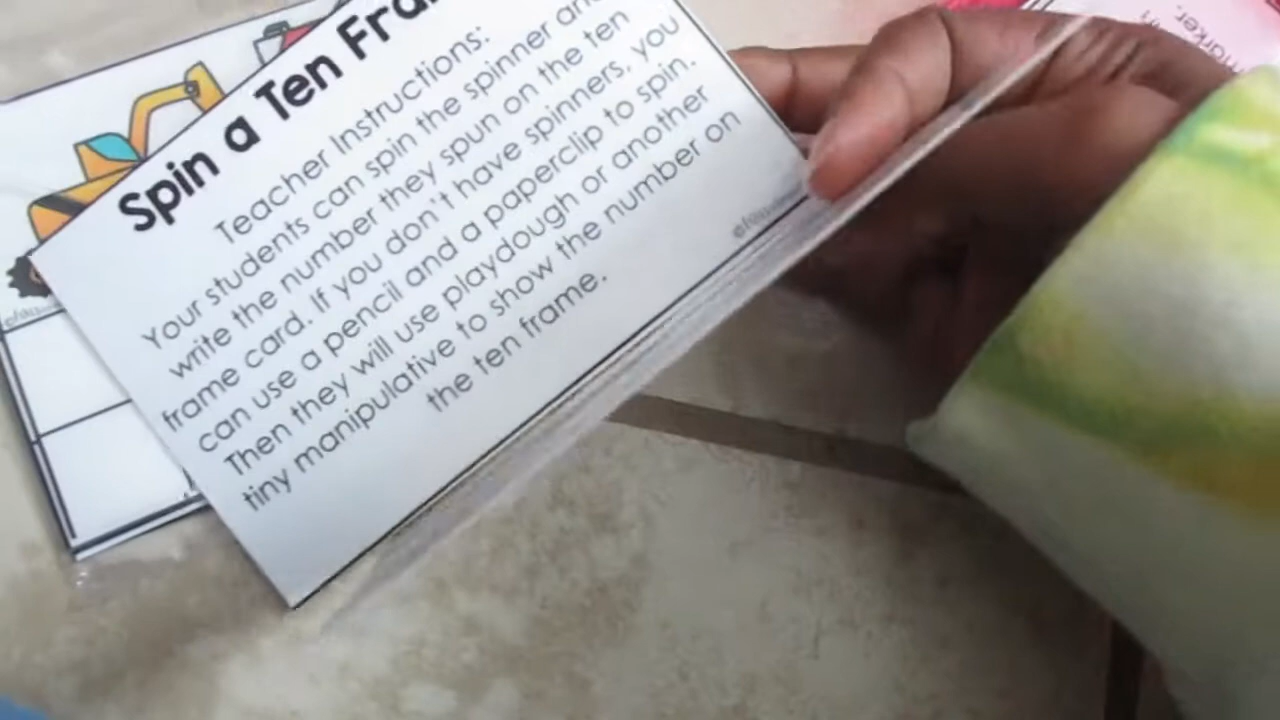 Spin a Ten Fra
Teacher Instructions:
Your students can spin the spinner and
write the number they spun on the ten
frame card. If you don't have spinners, you
can use a pencil and a paperclip to spin.
Then they will use playdough or another
tiny manipulative to show the number on
the ten frame.
arker,